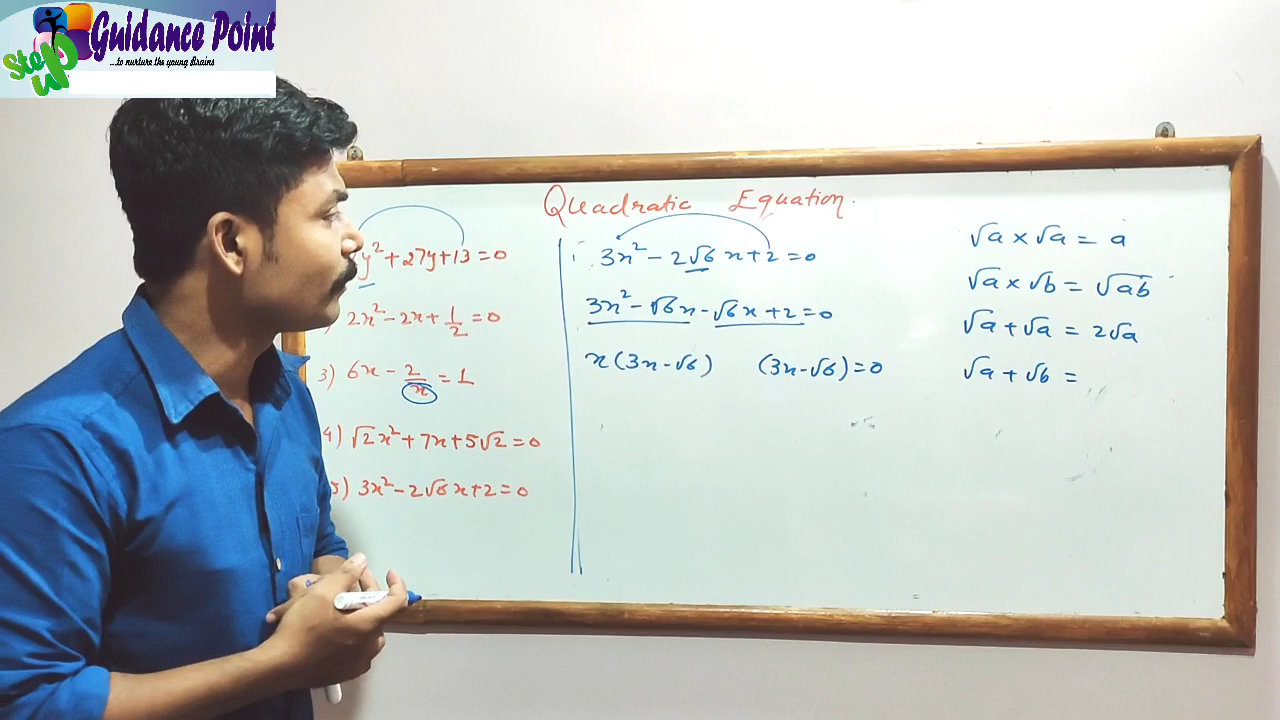 Step up Guidance Point
...to nurture the young Brains
Quadratic Equation.
y² + 27y + 13 = 0
) 2x² - 2x + 1/2 = 0
3) 6x - 2/x = 1
4) √2x² + 7x + 5√2 = 0
5) 3x² - 2√6x + 2 = 0
3x² - 2√6x + 2 = 0
3x² - √6x - √6x + 2 = 0
x(3x - √6) (3x - √6) = 0
√a × √a = a
√a × √b = √ab
√a + √a = 2√a
√a + √b =